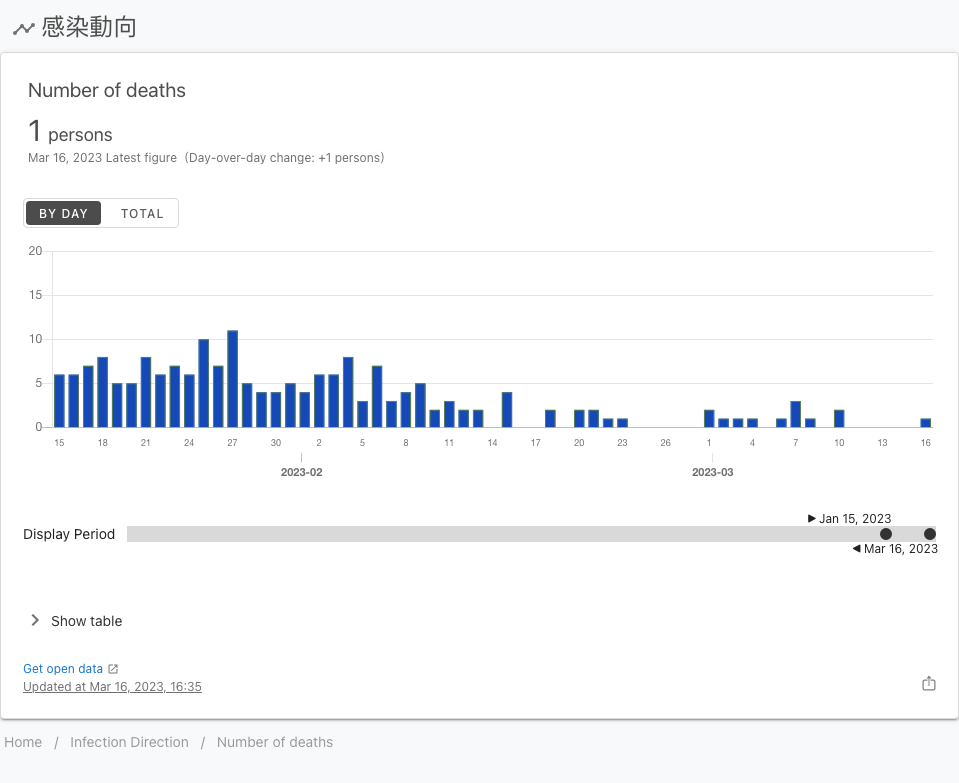 感染動向
Number of deaths
1 persons
Mar 16, 2023 Latest figure (Day-over-day change: +1 persons)
BY DAY TOTAL
20
15
10
5
0
15 18 21 24 27 30 2 5 8 11 14 17 20 23 26 1 4 7 10 13 16
2023-02 2023-03
Jan 15, 2023
Display Period
Mar 16, 2023
Show table
Get open data
Updated at Mar 16, 2023, 16:35
Home / Infection Direction / Number of deaths